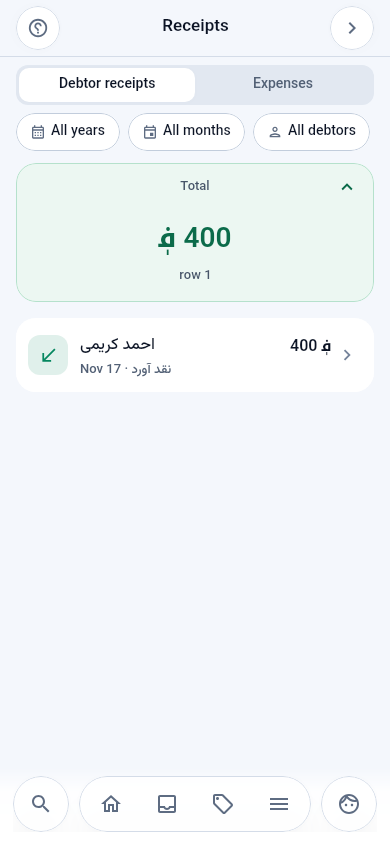 Receipts
Debtor receipts
Expenses
All years
All months
All debtors
Total
400 ؋
row 1
احمد کریمی
400 ؋
Nov 17 · نقد آورد